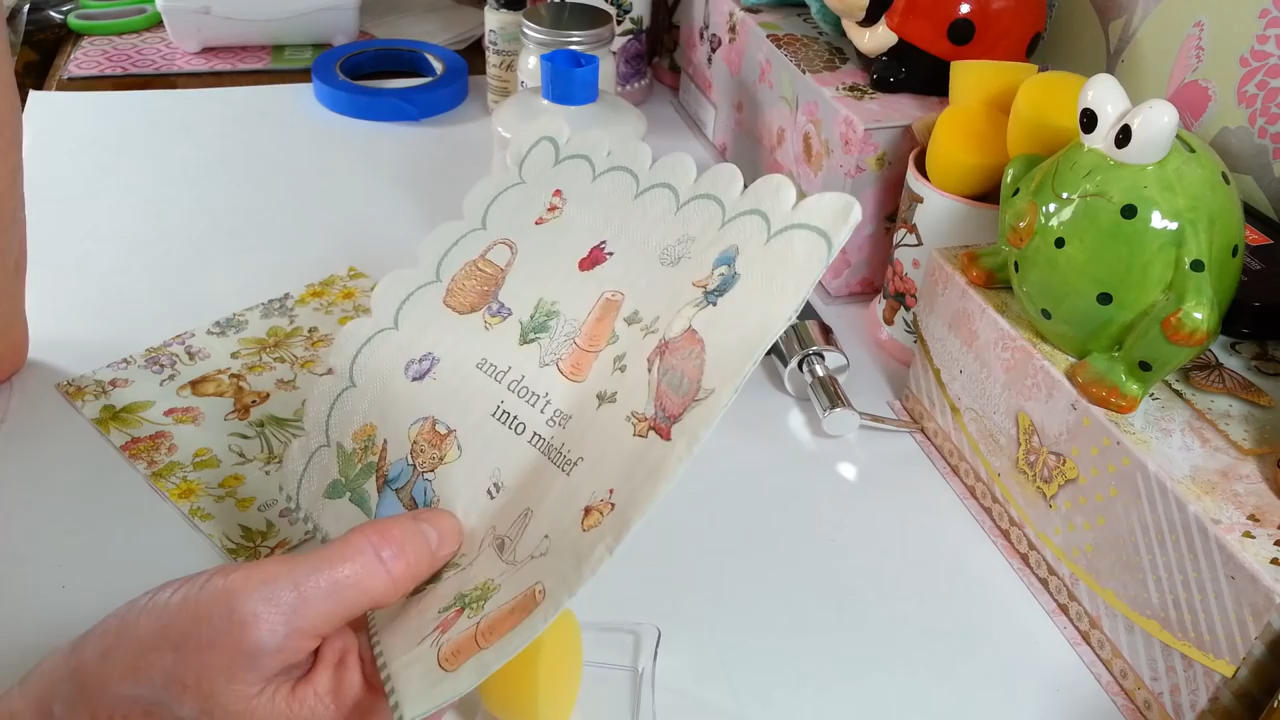 and don't get
into mischief